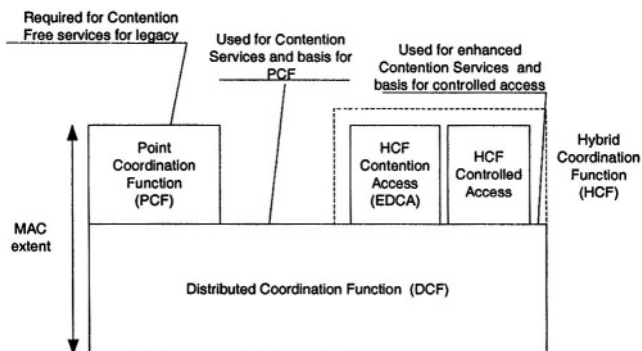 Required for Contention
Free services for legacy
Used for Contention
Services and basis for
PCF
Used for enhanced
Contention Services and
basis for controlled access
Point
Coordination
Function
(PCF)
HCF
Contention
Access
(EDCA)
HCF
Controlled
Access
Hybrid
Coordination
Function
(HCF)
MAC
extent
Distributed Coordination Function (DCF)